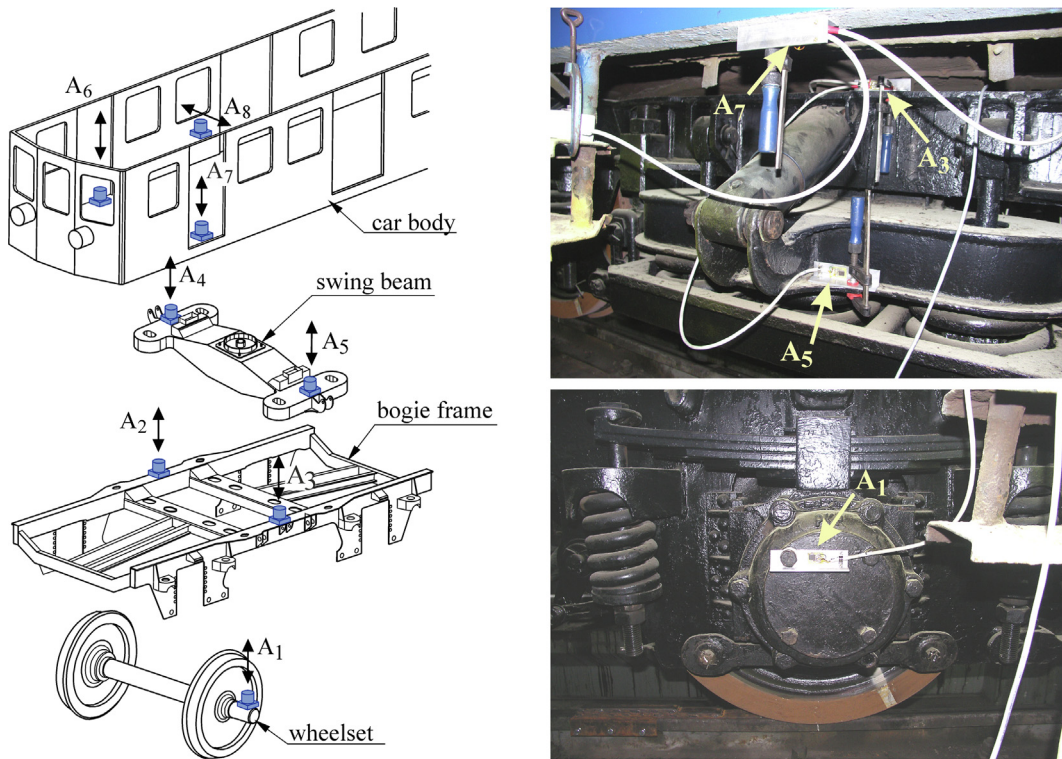 A6
A8
A7
car body
A4
swing beam
A5
bogie frame
A2
A3
A1
wheelset
A7
A3
A5
A1